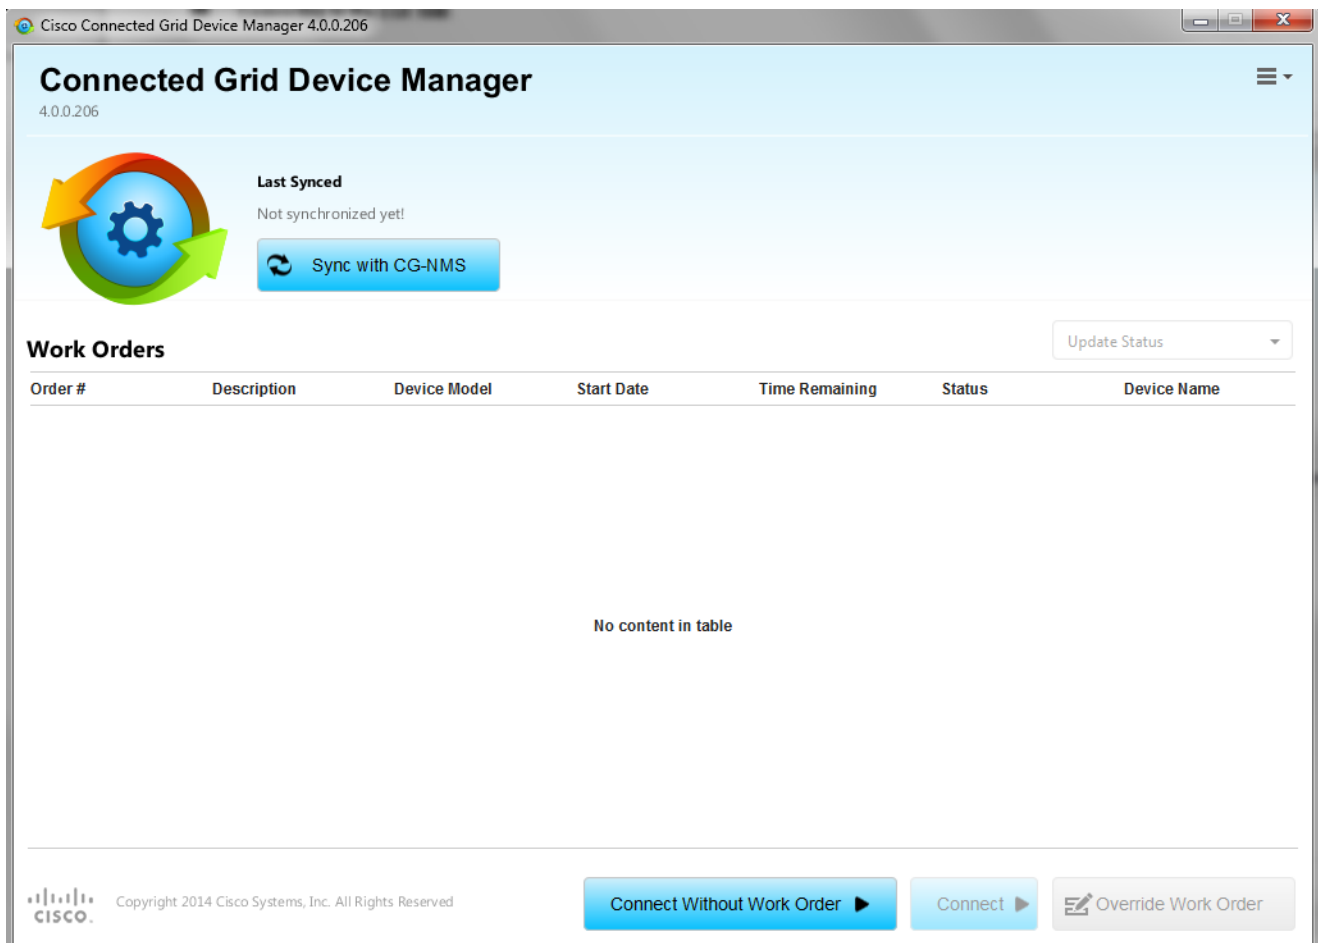 Cisco Connected Grid Device Manager 4.0.0.206
Connected Grid Device Manager
4.0.0.206
Last Synced
Not synchronized yet!
Sync with CG-NMS
Work Orders
Update Status
Order # Description Device Model Start Date Time Remaining Status Device Name
No content in table
CISCO.
Copyright 2014 Cisco Systems, Inc. All Rights Reserved
Connect Without Work Order
Connect
Override Work Order